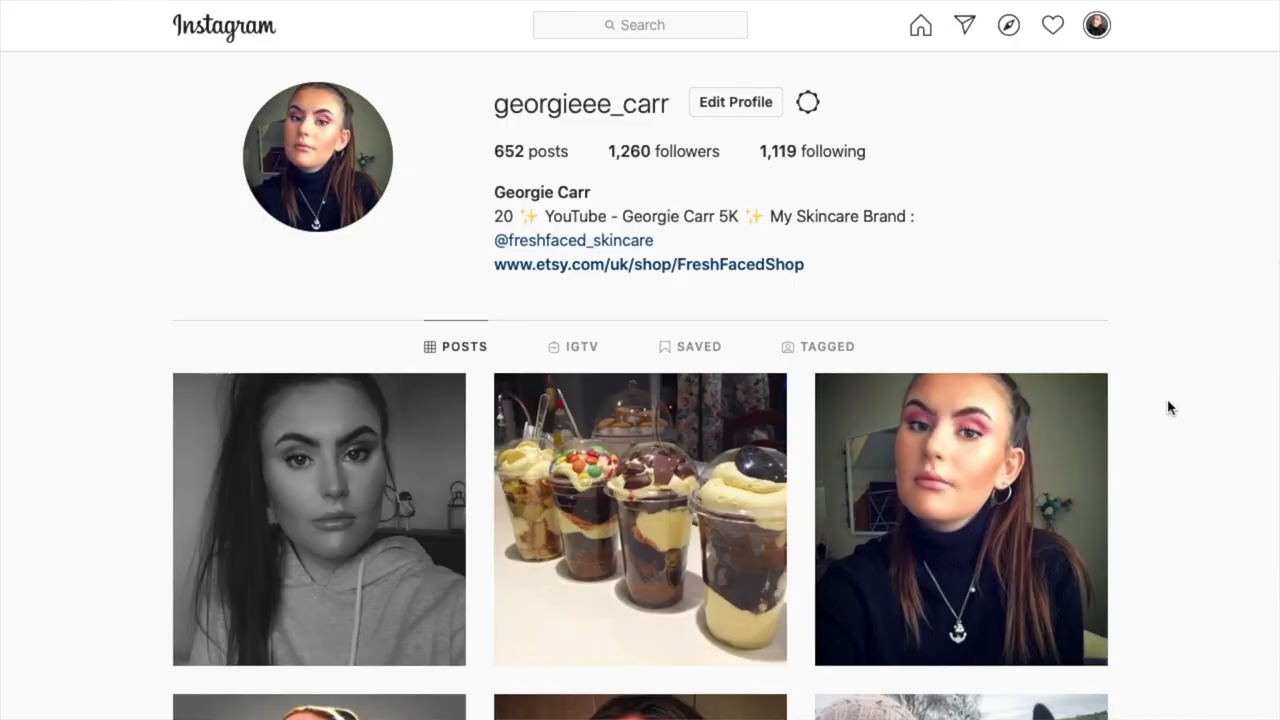 Instagram
Search
georgieee_carr
Edit Profile
652 posts
1,260 followers
1,119 following
Georgie Carr
20 ✨ YouTube - Georgie Carr 5K ✨ My Skincare Brand :
@freshfaced_skincare
www.etsy.com/uk/shop/FreshFacedShop
POSTS
IGTV
SAVED
TAGGED